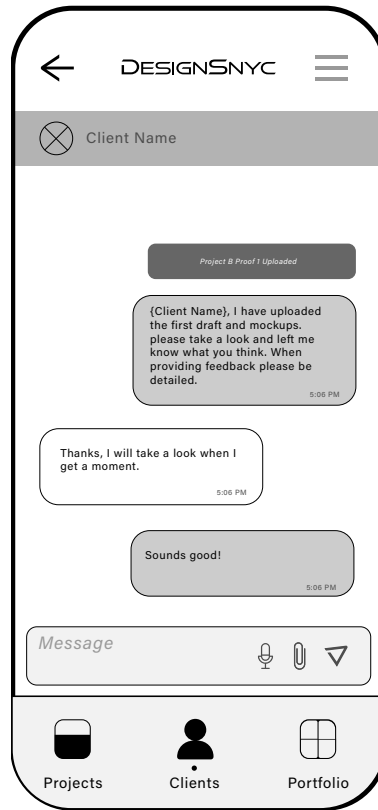 DESIGNSNYC
Client Name
Project B Proof 1 Uploaded
{Client Name}, I have uploaded
the first draft and mockups.
please take a look and left me
know what you think. When
providing feedback please be
detailed.
5:06 PM
Thanks, I will take a look when I
get a moment.
5:06 PM
Sounds good!
5:06 PM
Message
Projects
Clients
Portfolio